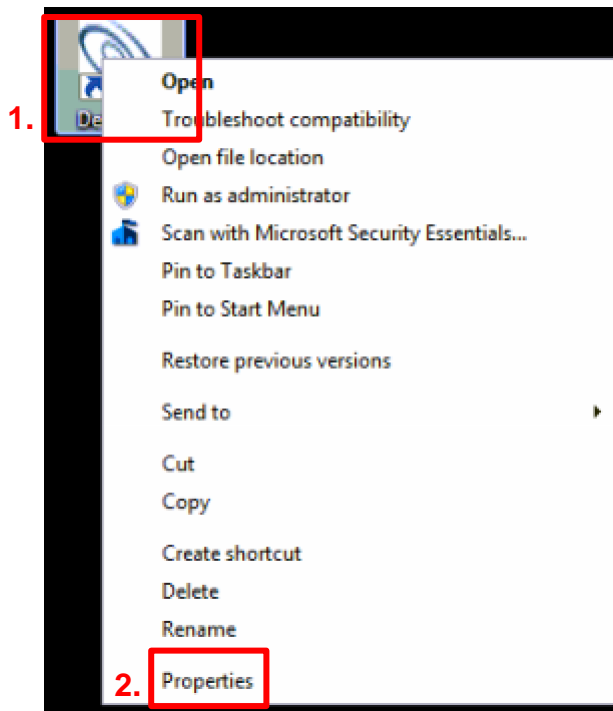 1.
Open
Troubleshoot compatibility
Open file location
Run as administrator
Scan with Microsoft Security Essentials...
Pin to Taskbar
Pin to Start Menu
Restore previous versions
Send to
Cut
Copy
Create shortcut
Delete
Rename
2. Properties